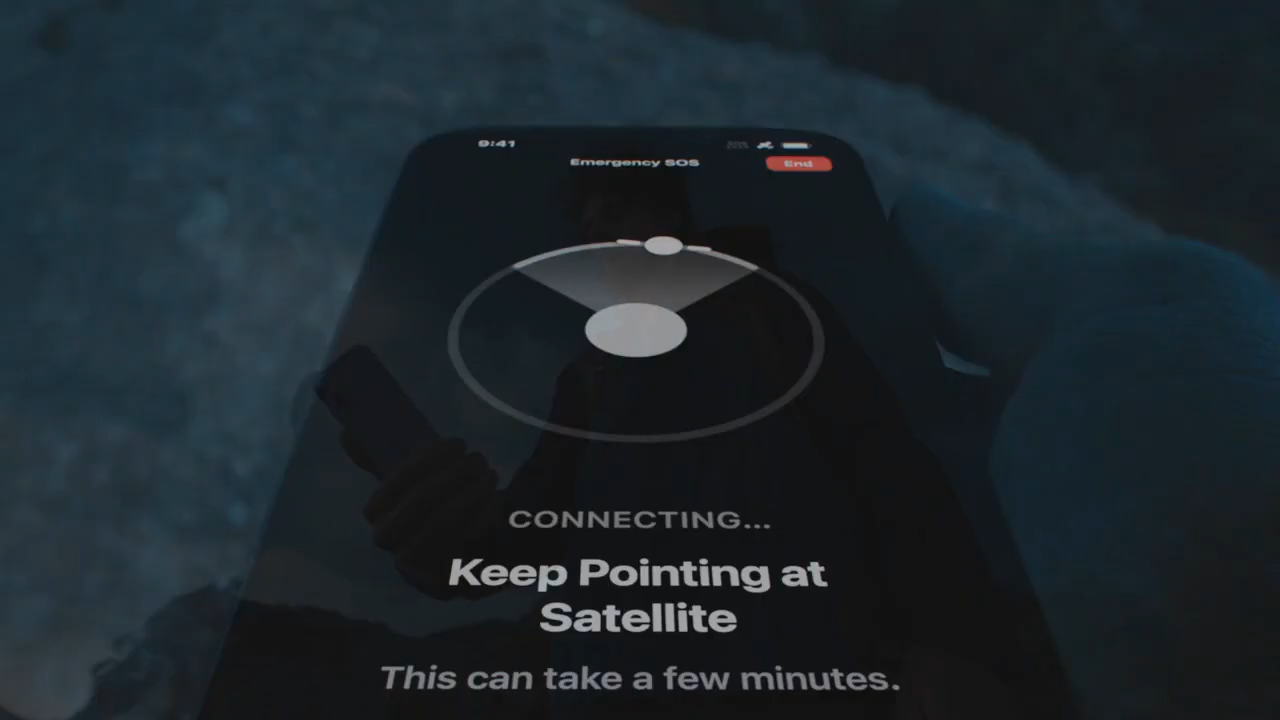 9:41
Emergency SOS
End
CONNECTING...
Keep Pointing at
Satellite
This can take a few minutes.